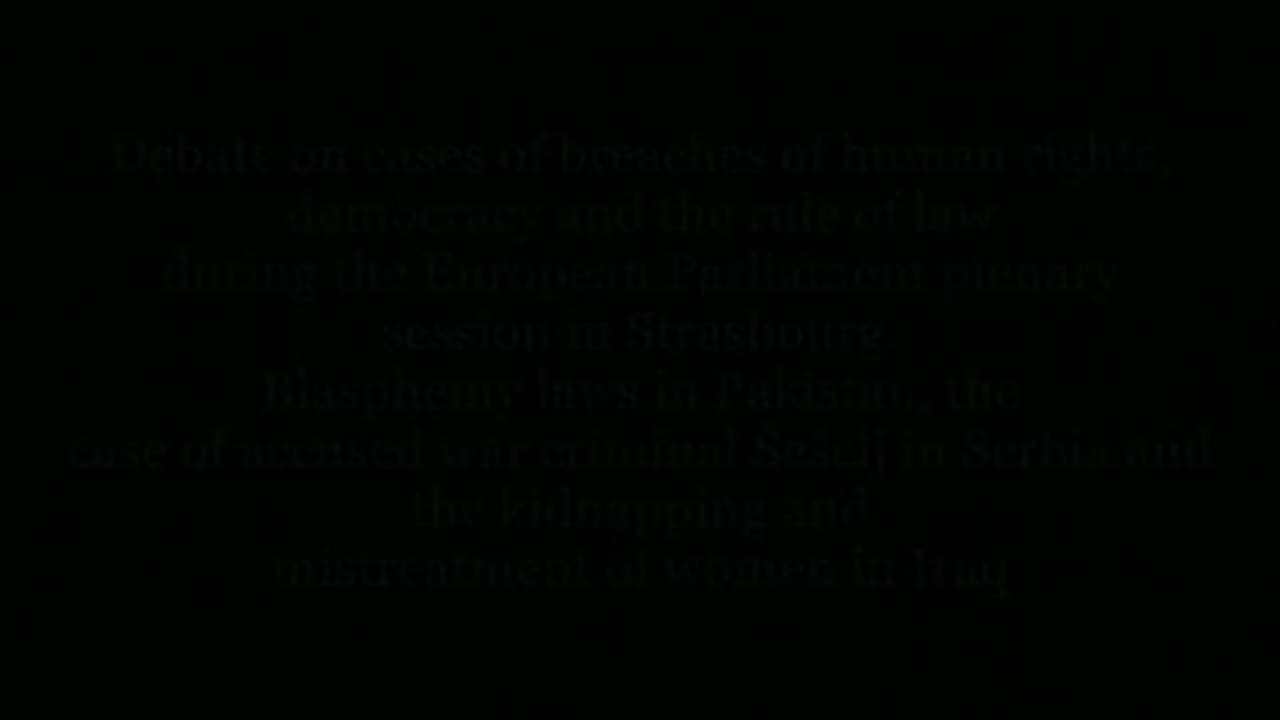 Debate on cases of breaches of human rights,
democracy and the rule of law
during the European Parliament plenary
session in Strasbourg.
Blasphemy laws in Pakistan, the
case of accused war criminal Šešelj in Serbia and
the kidnapping and
mistreatment of women in Iraq